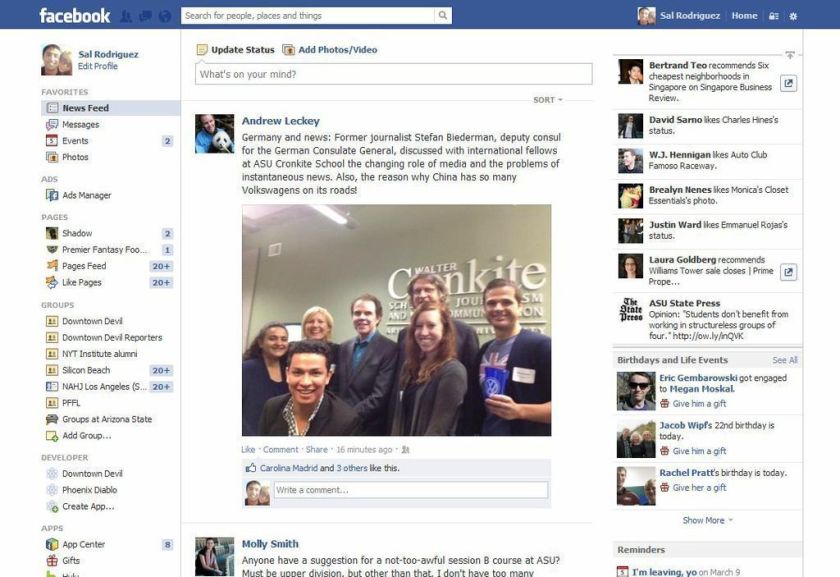 facebook
Search for people, places and things
Sal Rodriguez
Home
Sal Rodriguez
Edit Profile
FAVORITES
News Feed
Messages
Events 2
Photos
ADS
Ads Manager
PAGES
Shadow 2
Premier Fantasy Foo... 1
Pages Feed 20+
Like Pages 20+
GROUPS
Downtown Devil
Downtown Devil Reporters
NYT Institute alumni
Silicon Beach 20+
NAHJ Los Angeles (S... 20+
PFFL
Groups at Arizona State
Add Group...
DEVELOPER
Downtown Devil
Phoenix Diablo
Create App...
APPS
App Center 8
Gifts
Update Status
Add Photos/Video
What's on your mind?
SORT
Andrew Leckey
Germany and news: Former journalist Stefan Biederman, deputy consul
for the German Consulate General, discussed with international fellows
at ASU Cronkite School the changing role of media and the problems of
instantaneous news. Also, the reason why China has so many
Volkswagens on its roads!
WALTER
Cronkite
Like · Comment · Share · 16 minutes ago ·
Carolina Madrid and 3 others like this.
Write a comment...
Molly Smith
Anyone have a suggestion for a not-too-awful session B course at ASU?
Must be upper division, but other than that, I don't have too many
Bertrand Teo recommends Six
cheapest neighborhoods in
Singapore on Singapore Business
Review.
David Sarno likes Charles Hines's
status.
W.J. Hennigan likes Auto Club
Famoso Raceway.
Brealyn Nenes likes Monica's Closet
Essentials's photo.
Justin Ward likes Emmanuel Rojas's
status.
Laura Goldberg recommends
Williams Tower sale closes | Prime
Prope...
The
State
Press
ASU State Press
Opinion: "Students don't benefit from
working in structureless groups of
four." http://ow.ly/inQVK
Birthdays and Life Events See All
Eric Gembarowski got engaged
to Megan Moskal.
Give him a gift
Jacob Wipf's 22nd birthday is
today.
Give him a gift
Rachel Pratt's birthday is today.
Give her a gift
Show More
Reminders
I'm leaving, yo on March 9